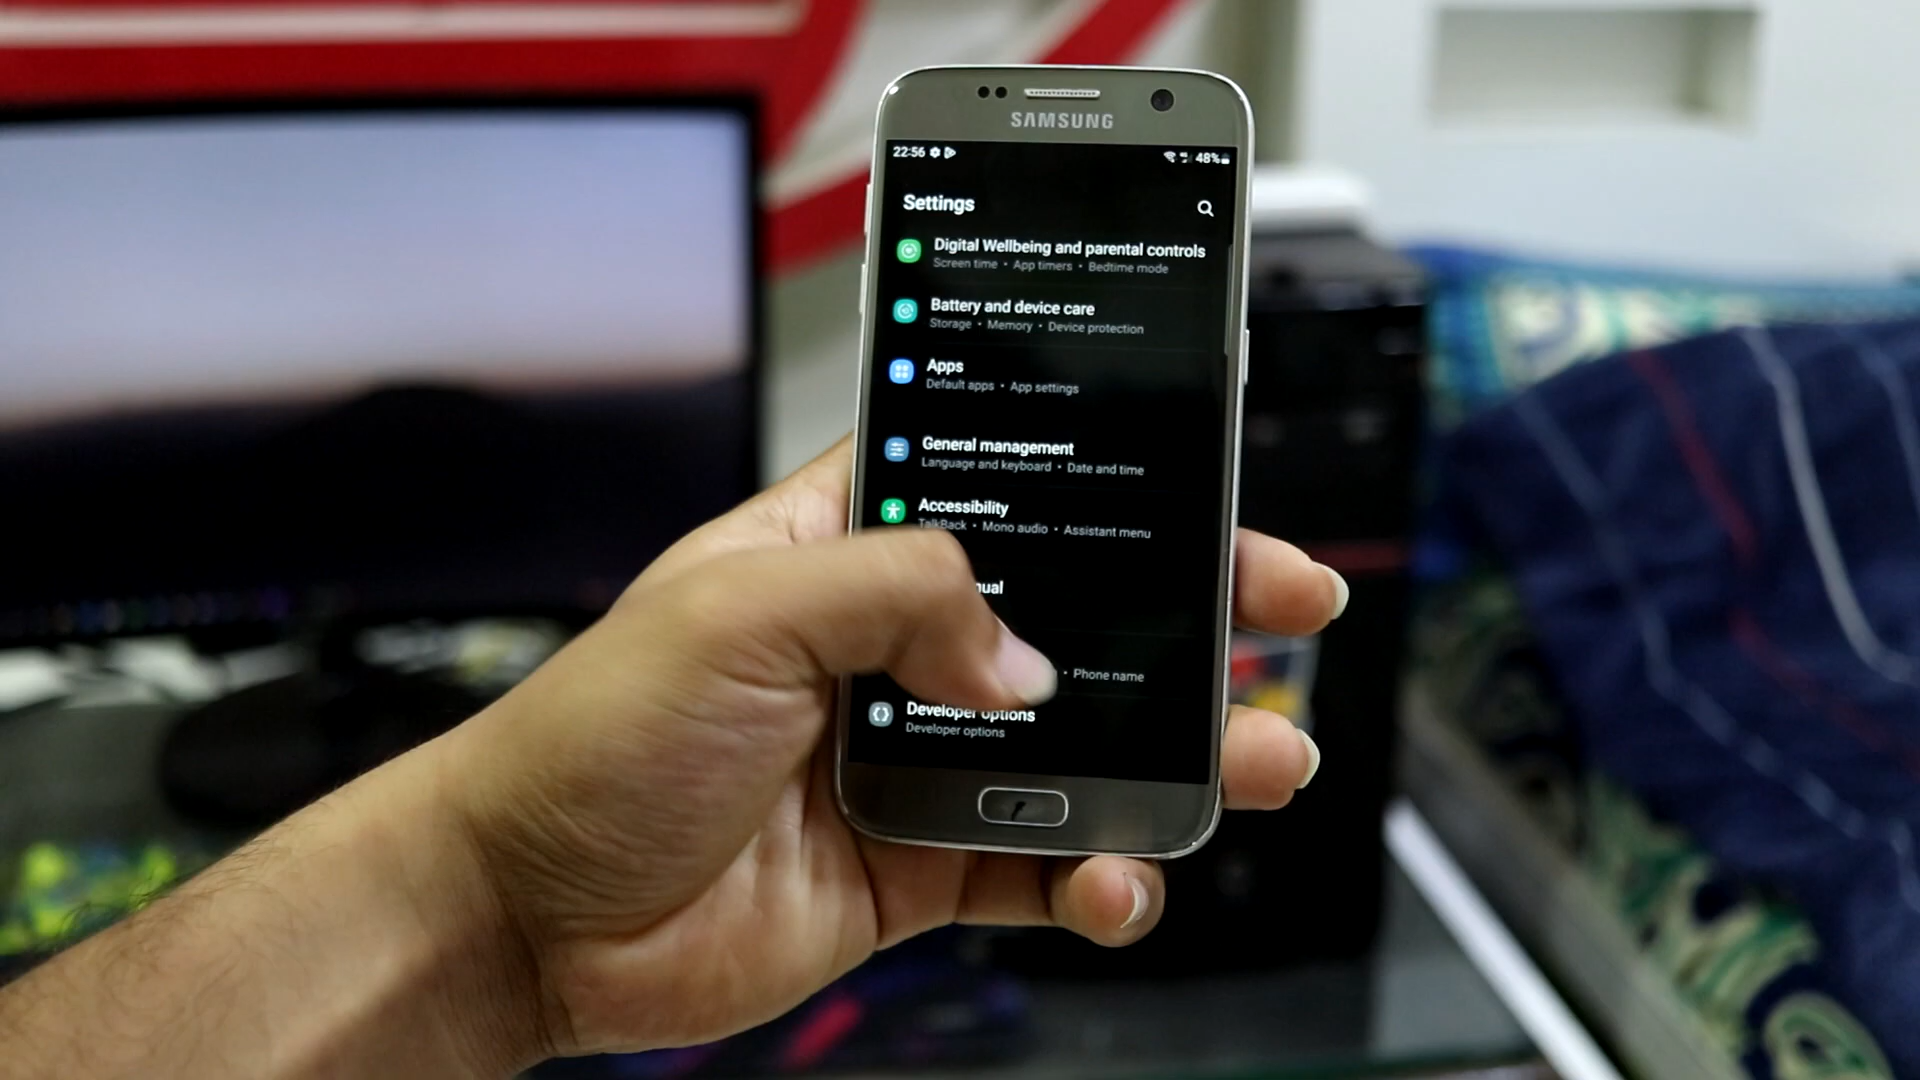 SAMSUNG
22:56 48%
Settings
Digital Wellbeing and parental controls
Screen time • App timers • Bedtime mode
Battery and device care
Storage • Memory • Device protection
Apps
Default apps • App settings
General management
Language and keyboard • Date and time
Accessibility
TalkBack • Mono audio • Assistant menu
nual
• Phone name
Developer options
Developer options